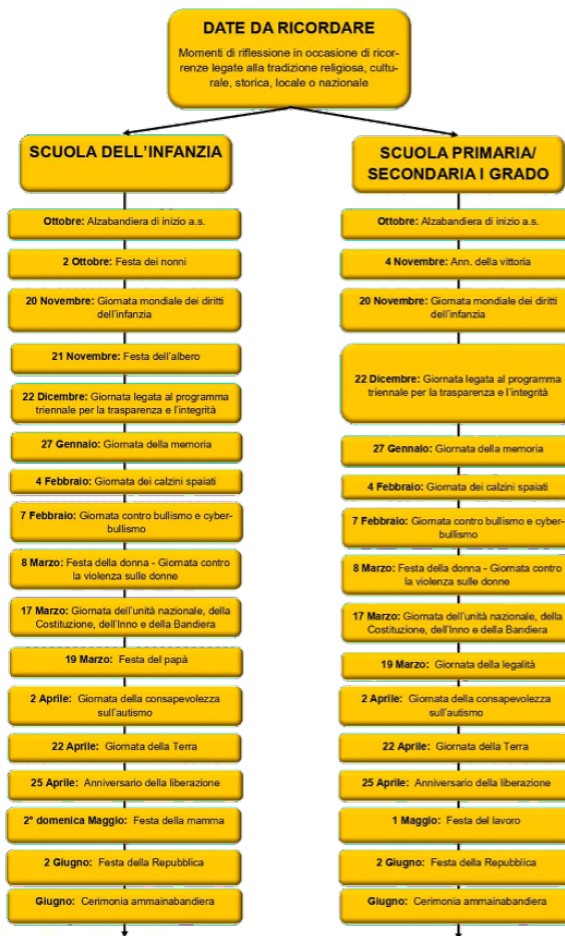 DATE DA RICORDARE
Momenti di riflessione in occasione di ricor-
renze legate alla tradizione religiosa, cultu-
rale, storica, locale o nazionale
SCUOLA DELL'INFANZIA
Ottobre: Alzabandiera di inizio a.s.
2 Ottobre: Festa dei nonni
20 Novembre: Giornata mondiale dei diritti
dell'infanzia
21 Novembre: Festa dell'albero
22 Dicembre: Giornata legata al programma
triennale per la trasparenza e l'integrità
27 Gennaio: Giornata della memoria
4 Febbraio: Giornata dei calzini spaiati
7 Febbraio: Giornata contro bullismo e cyber-
bullismo
8 Marzo: Festa della donna - Giornata contro
la violenza sulle donne
17 Marzo: Giornata dell'unità nazionale, della
Costituzione, dell'Inno e della Bandiera
19 Marzo: Festa del papà
2 Aprile: Giornata della consapevolezza
sull'autismo
22 Aprile: Giornata della Terra
25 Aprile: Anniversario della liberazione
2° domenica Maggio: Festa della mamma
2 Giugno: Festa della Repubblica
Giugno: Cerimonia ammainabandiera
SCUOLA PRIMARIA/
SECONDARIA I GRADO
Ottobre: Alzabandiera di inizio a.s.
4 Novembre: Ann. della vittoria
20 Novembre: Giornata mondiale dei diritti
dell'infanzia
22 Dicembre: Giornata legata al programma
triennale per la trasparenza e l'integrità
27 Gennaio: Giornata della memoria
4 Febbraio: Giornata dei calzini spaiati
7 Febbraio: Giornata contro bullismo e cyber-
bullismo
8 Marzo: Festa della donna - Giornata contro
la violenza sulle donne
17 Marzo: Giornata dell'unità nazionale, della
Costituzione, dell'Inno e della Bandiera
19 Marzo: Giornata della legalità
2 Aprile: Giornata della consapevolezza
sull'autismo
22 Aprile: Giornata della Terra
25 Aprile: Anniversario della liberazione
1 Maggio: Festa del lavoro
2 Giugno: Festa della Repubblica
Giugno: Cerimonia ammainabandiera